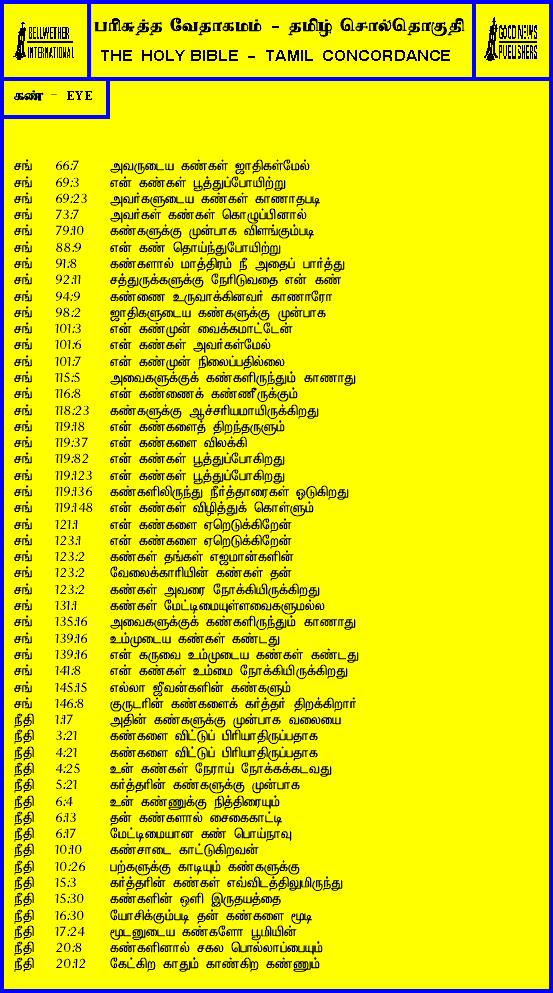 BELLWETHER
INTERNATIONAL
பரிசுத்த வேதாகமம் - தமிழ் சொல்தொகுதி
THE HOLY BIBLE - TAMIL CONCORDANCE
GOOD NEWS
PUBLISHERS
கண் - EYE
சங் 66:7 அவருடைய கண்கள் ஜாதிகள்மேல்
சங் 69:3 என் கண்கள் பூத்துப்போயிற்று
சங் 69:23 அவர்களுடைய கண்கள் காணாதபடி
சங் 73:7 அவர்கள் கண்கள் கொழுப்பினால்
சங் 79:10 கண்களுக்கு முன்பாக விளங்கும்படி
சங் 88:9 என் கண் தொய்ந்துபோயிற்று
சங் 91:8 கண்களால் மாத்திரம் நீ அதைப் பார்த்து
சங் 92:11 சத்துருக்களுக்கு நேரிடுவதை என் கண்
சங் 94:9 கண்ணை உருவாக்கினவர் காணாரோ
சங் 98:2 ஜாதிகளுடைய கண்களுக்கு முன்பாக
சங் 101:3 என் கண்முன் வைக்கமாட்டேன்
சங் 101:6 என் கண்கள் அவர்கள்மேல்
சங் 101:7 என் கண்முன் நிலைப்பதில்லை
சங் 115:5 அவைகளுக்குக் கண்களிருந்தும் காணாது
சங் 116:8 என் கண்ணைக் கண்ணீருக்கும்
சங் 118:23 கண்களுக்கு ஆச்சரியமாயிருக்கிறது
சங் 119:18 என் கண்களைத் திறந்தருளும்
சங் 119:37 என் கண்களை விலக்கி
சங் 119:82 என் கண்கள் பூத்துப்போகிறது
சங் 119:123 என் கண்கள் பூத்துப்போகிறது
சங் 119:136 கண்களிலிருந்து நீர்த்தாரைகள் ஓடுகிறது
சங் 119:148 என் கண்கள் விழித்துக் கொள்ளும்
சங் 121:1 என் கண்களை ஏறெடுக்கிறேன்
சங் 123:1 என் கண்களை ஏறெடுக்கிறேன்
சங் 123:2 கண்கள் தங்கள் எஜமான்களின்
சங் 123:2 வேலைக்காரியின் கண்கள் தன்
சங் 123:2 கண்கள் அவரை நோக்கியிருக்கிறது
சங் 131:1 கண்கள் மேட்டிமையுள்ளவைகளுமல்ல
சங் 135:16 அவைகளுக்குக் கண்களிருந்தும் காணாது
சங் 139:16 உம்முடைய கண்கள் கண்டது
சங் 139:16 என் கருவை உம்முடைய கண்கள் கண்டது
சங் 141:8 என் கண்கள் உம்மை நோக்கியிருக்கிறது
சங் 145:15 எல்லா ஜீவன்களின் கண்களும்
சங் 146:8 குருடரின் கண்களைக் கர்த்தர் திறக்கிறார்
நீதி 1:17 அதின் கண்களுக்கு முன்பாக வலையை
நீதி 3:21 கண்களை விட்டுப் பிரியாதிருப்பதாக
நீதி 4:21 கண்களை விட்டுப் பிரியாதிருப்பதாக
நீதி 4:25 உன் கண்கள் நேராய் நோக்கக்கடவது
நீதி 5:21 கர்த்தரின் கண்களுக்கு முன்பாக
நீதி 6:4 உன் கண்ணுக்கு நித்திரையும்
நீதி 6:13 தன் கண்களால் சைகைகாட்டி
நீதி 6:17 மேட்டிமையான கண் பொய்நாவு
நீதி 10:10 கண்சாடை காட்டுகிறவன்
நீதி 10:26 பற்களுக்கு காடியும் கண்களுக்கு
நீதி 15:3 கர்த்தரின் கண்கள் எவ்விடத்திலுமிருந்து
நீதி 15:30 கண்களின் ஒளி இருதயத்தை
நீதி 16:30 யோசிக்கும்படி தன் கண்களை மூடி
நீதி 17:24 மூடனுடைய கண்களோ பூமியின்
நீதி 20:8 கண்களினால் சகல பொல்லாப்பையும்
நீதி 20:12 கேட்கிற காதும் காண்கிற கண்ணும்